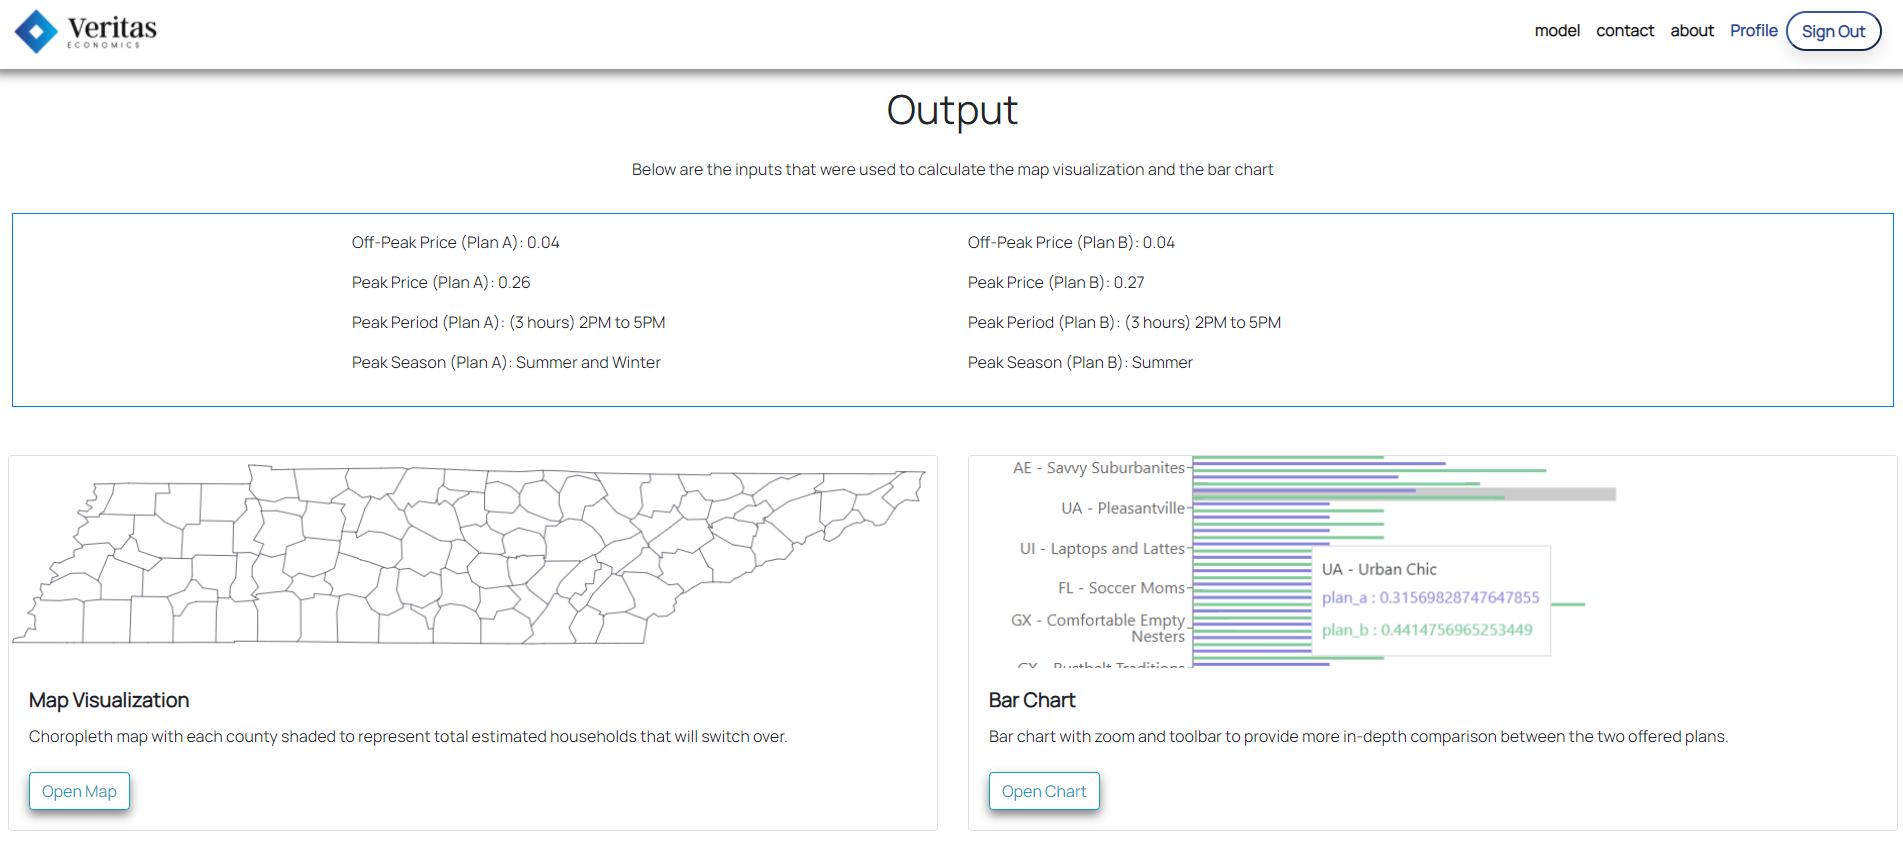 Veritas
ECONOMICS
model contact about Profile Sign Out
Output
Below are the inputs that were used to calculate the map visualization and the bar chart
Off-Peak Price (Plan A): 0.04
Peak Price (Plan A): 0.26
Peak Period (Plan A): (3 hours) 2PM to 5PM
Peak Season (Plan A): Summer and Winter
Off-Peak Price (Plan B): 0.04
Peak Price (Plan B): 0.27
Peak Period (Plan B): (3 hours) 2PM to 5PM
Peak Season (Plan B): Summer
Map Visualization
Choropleth map with each county shaded to represent total estimated households that will switch over.
Open Map
AE - Savvy Suburbanites
UA - Pleasantville
UI - Laptops and Lattes
FL - Soccer Moms
GX - Comfortable Empty
Nesters
GX - Rustbelt Traditions
UA - Urban Chic
plan_a : 0.31569828747647855
plan_b : 0.4414756965253449
Bar Chart
Bar chart with zoom and toolbar to provide more in-depth comparison between the two offered plans.
Open Chart